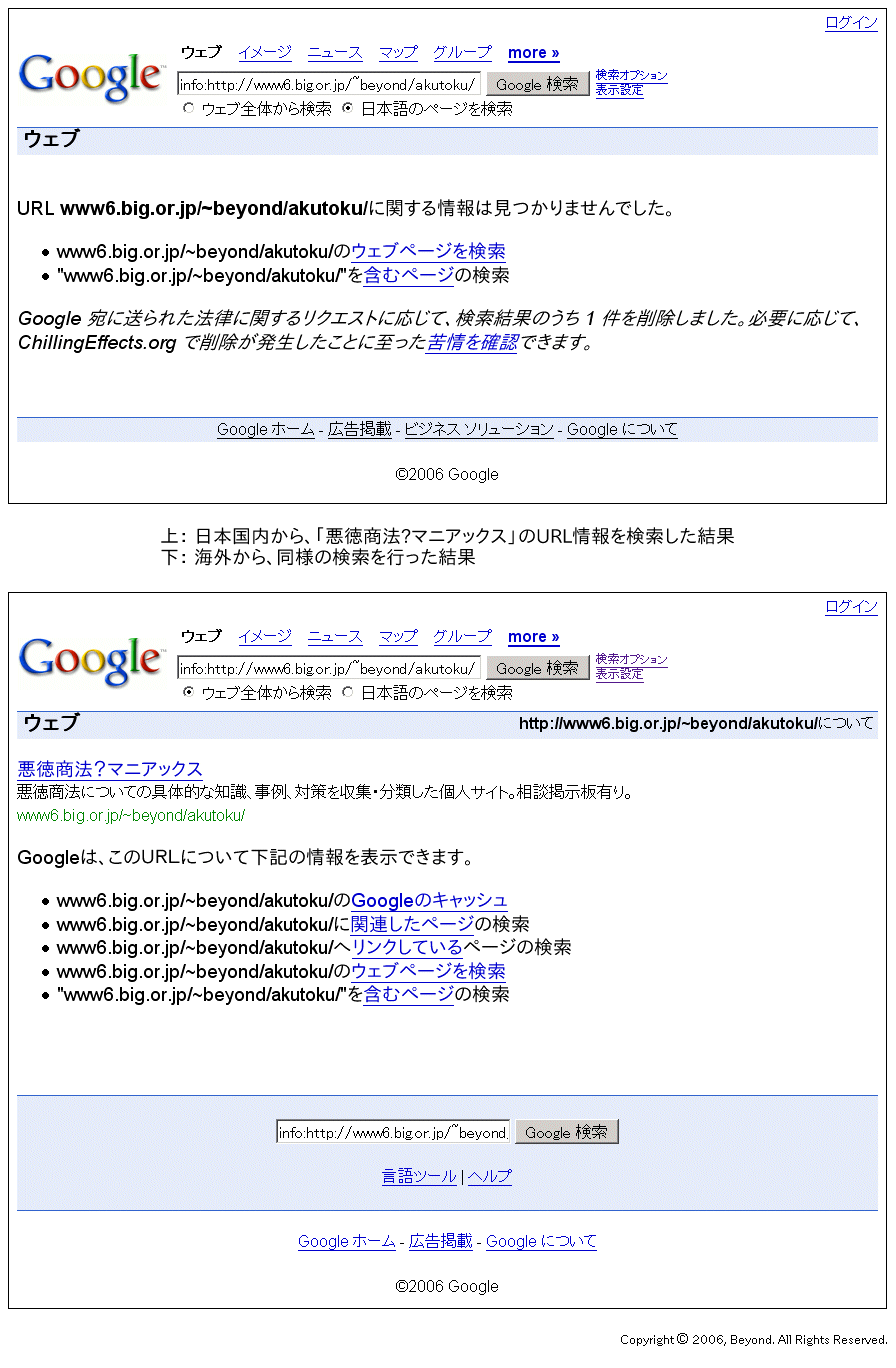 ログイン
ウェブ イメージ ニュース マップ グループ more »
Google™
info:http://www6.big.or.jp/~beyond/akutoku/ Google 検索 検索オプション
表示設定
ウェブ全体から検索 日本語のページを検索
ウェブ
URL www6.big.or.jp/~beyond/akutoku/に関する情報は見つかりませんでした。
• www6.big.or.jp/~beyond/akutoku/のウェブページを検索
• "www6.big.or.jp/~beyond/akutoku/"を含むページの検索
Google 宛に送られた法律に関するリクエストに応じて、検索結果のうち 1 件を削除しました。必要に応じて、
ChillingEffects.org で削除が発生したことに至った苦情を確認できます。
Google ホーム - 広告掲載 - ビジネス ソリューション - Google について
©2006 Google
上： 日本国内から、「悪徳商法?マニアックス」のURL情報を検索した結果
下： 海外から、同様の検索を行った結果
ログイン
ウェブ イメージ ニュース マップ グループ more »
Google™
info:http://www6.big.or.jp/~beyond/akutoku/ Google 検索 検索オプション
表示設定
ウェブ全体から検索 日本語のページを検索
ウェブ http://www6.big.or.jp/~beyond/akutoku/について
悪徳商法？マニアックス
悪徳商法についての具体的な知識、事例、対策を収集・分類した個人サイト。相談掲示板有り。
www6.big.or.jp/~beyond/akutoku/
Googleは、このURLについて下記の情報を表示できます。
• www6.big.or.jp/~beyond/akutoku/のGoogleのキャッシュ
• www6.big.or.jp/~beyond/akutoku/に関連したページの検索
• www6.big.or.jp/~beyond/akutoku/へリンクしているページの検索
• www6.big.or.jp/~beyond/akutoku/のウェブページを検索
• "www6.big.or.jp/~beyond/akutoku/"を含むページの検索
info:http://www6.big.or.jp/~beyond. Google 検索
言語ツール | ヘルプ
Google ホーム - 広告掲載 - Google について
©2006 Google
Copyright © 2006, Beyond. All Rights Reserved.